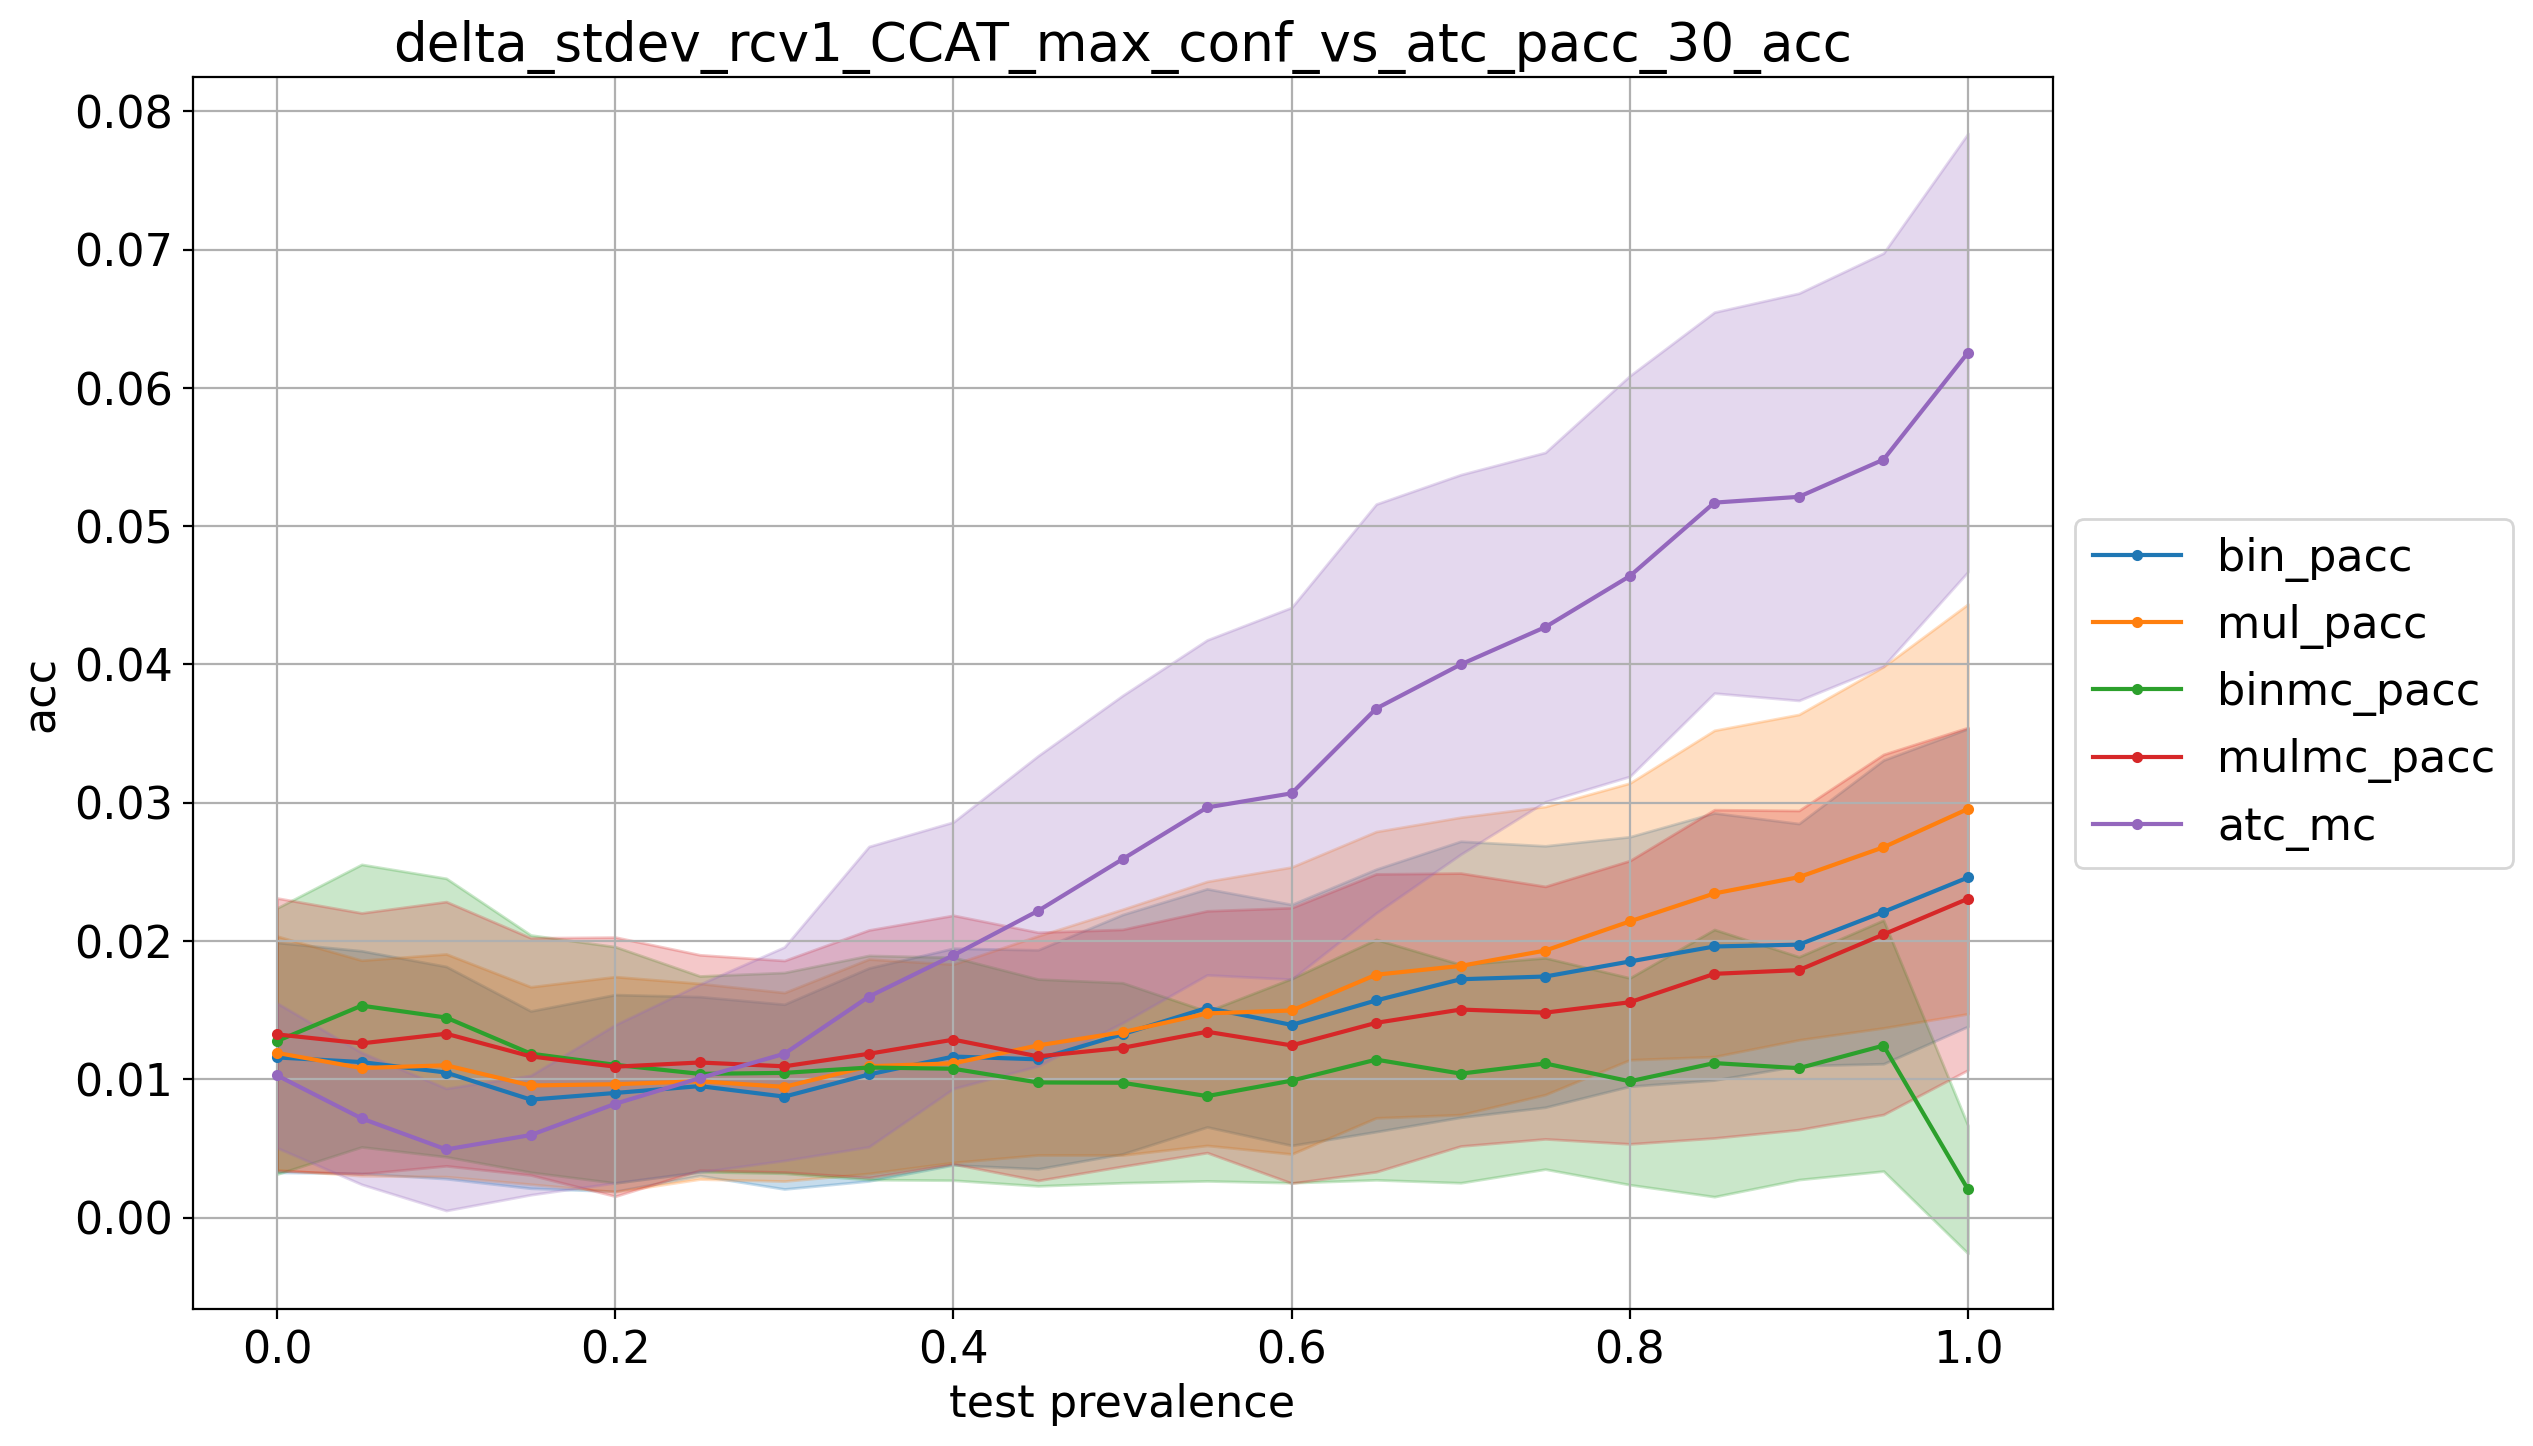 delta_stdev_rcv1_CCAT_max_conf_vs_atc_pacc_30_acc
0.08
0.07
0.06
0.05
0.04
0.03
0.02
0.01
0.00
acc
0.0 0.2 0.4 0.6 0.8 1.0
test prevalence
bin_pacc
mul_pacc
binmc_pacc
mulmc_pacc
atc_mc